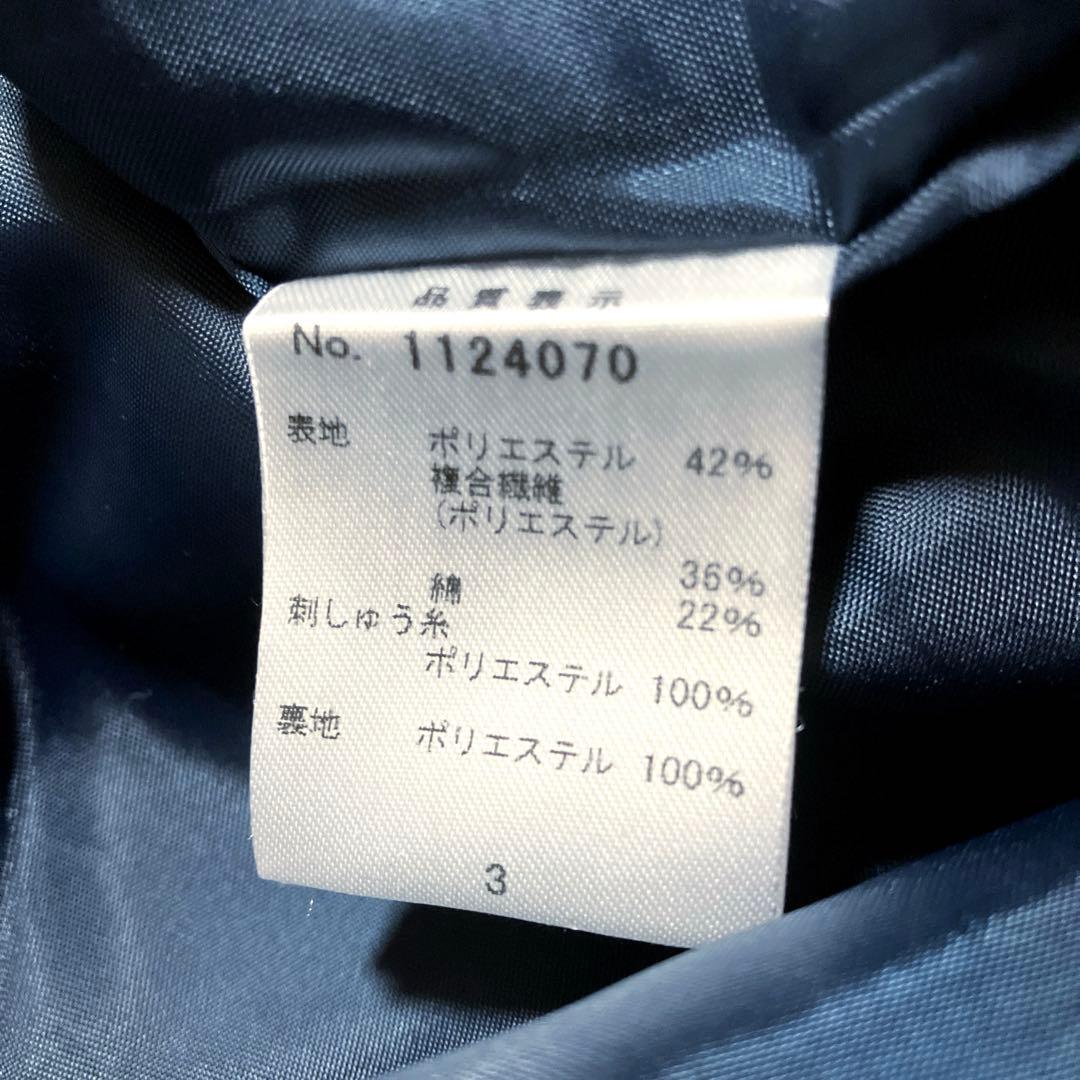 品質表示
No. 1124070
表地 ポリエステル 42%
複合繊維
(ポリエステル)
36%
綿 22%
刺しゅう糸
ポリエステル 100%
裏地 ポリエステル 100%
3